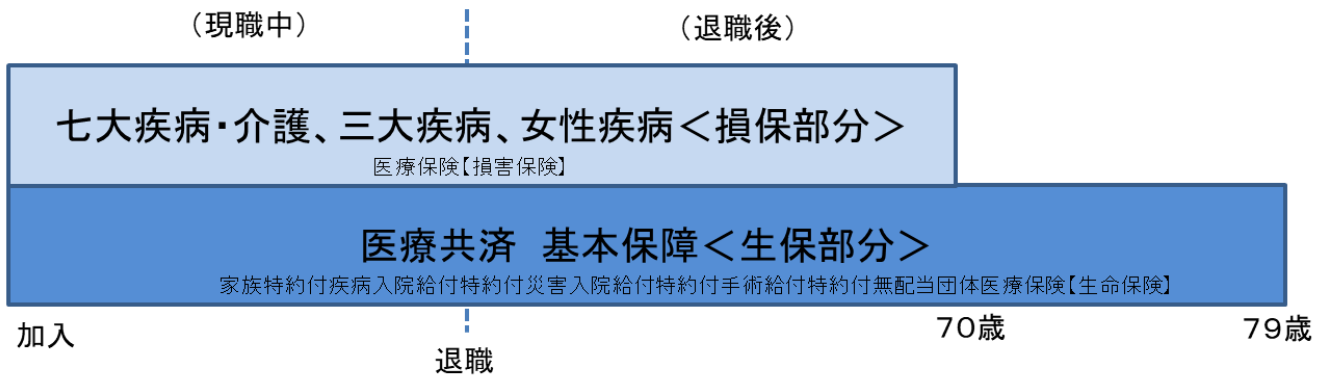 (現職中)
(退職後)
七大疾病・介護、三大疾病、女性疾病＜損保部分＞
医療保険【損害保険】
医療共済 基本保障＜生保部分＞
家族特約付疾病入院給付特約付災害入院給付特約付手術給付特約付無配当団体医療保険【生命保険】
加入
退職
70歳
79歳